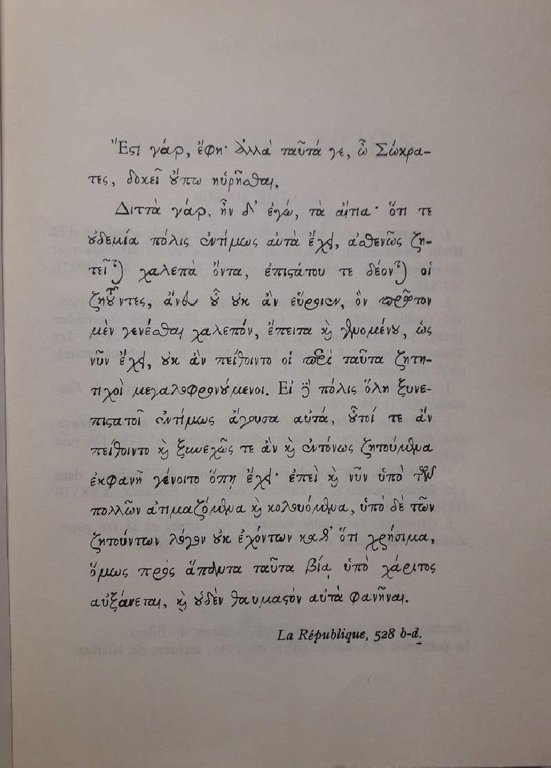 Ἔστι γάρ, ἔφη· ἀλλὰ ταῦτά γε, ὦ Σώκρα-
τες, δοκεῖ οὔπω ηὑρῆσθαι.
Διττὰ γάρ, ἦν δ' ἐγώ, τὰ αἴτια· ὅτι τε
οὐδεμία πόλις ἐντίμως αὐτὰ ἔχει, ἀσθενῶς ζη-
τεῖται χαλεπὰ ὄντα, ἐπιστάτου τε δέονται οἱ
ζητοῦντες, ἄνευ οὗ οὐκ ἂν εὕροιεν, ὃν πρῶτον
μὲν γενέσθαι χαλεπόν, ἔπειτα καὶ γενομένου, ὡς
νῦν ἔχει, οὐκ ἂν πείθοιντο οἱ περὶ ταῦτα ζητη-
τικοὶ μεγαλοφρονούμενοι. Εἰ δὲ πόλις ὅλη ξυνε-
πιστατοῖ ἐντίμως ἄγουσα αὐτά, οὗτοί τε ἂν
πείθοιντο καὶ ξυνεχῶς τε ἂν καὶ ἐντόνως ζητούμενα
ἐκφανῆ γένοιτο ὅπῃ ἔχει· ἐπεὶ καὶ νῦν ὑπὸ τῶν
πολλῶν ἀτιμαζόμενα καὶ κολουόμενα, ὑπὸ δὲ τῶν
ζητούντων λόγον οὐκ ἐχόντων καθ' ὅτι χρήσιμα,
ὅμως πρὸς ἅπαντα ταῦτα βίᾳ ὑπὸ χάριτος
αὐξάνεται, καὶ οὐδὲν θαυμαστὸν αὐτὰ φανῆναι.
La République, 528 b-d.